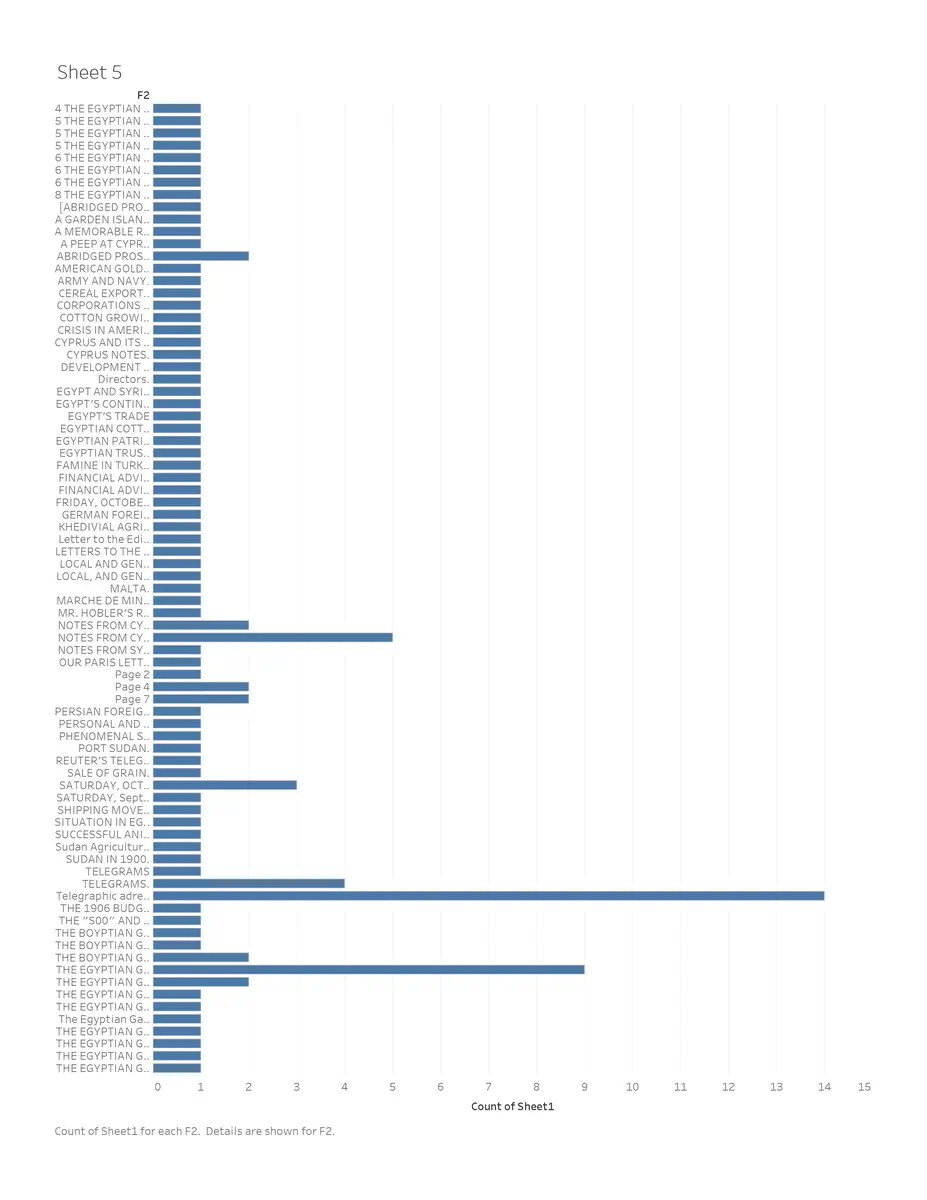 Sheet 5
F2
4 THE EGYPTIAN ..
5 THE EGYPTIAN ..
5 THE EGYPTIAN ..
5 THE EGYPTIAN ..
6 THE EGYPTIAN ..
6 THE EGYPTIAN ..
6 THE EGYPTIAN ..
8 THE EGYPTIAN ..
[ABRIDGED PRO..
A GARDEN ISLAN..
A MEMORABLE R..
A PEEP AT CYPR..
ABRIDGED PROS..
AMERICAN GOLD..
ARMY AND NAVY.
CEREAL EXPORT..
CORPORATIONS ..
COTTON GROWI..
CRISIS IN AMERI..
CYPRUS AND ITS ..
CYPRUS NOTES.
DEVELOPMENT ..
Directors.
EGYPT AND SYRI..
EGYPT'S CONTIN..
EGYPT'S TRADE
EGYPTIAN COTT..
EGYPTIAN PATRI..
EGYPTIAN TRUS..
FAMINE IN TURK..
FINANCIAL ADVI..
FINANCIAL ADVI..
FRIDAY, OCTOBE..
GERMAN FOREI..
KHEDIVIAL AGRI..
Letter to the Edi..
LETTERS TO THE ..
LOCAL AND GEN..
LOCAL, AND GEN..
MALTA.
MARCHE DE MIN..
MR. HOBLER'S R..
NOTES FROM CY..
NOTES FROM CY..
NOTES FROM SY..
OUR PARIS LETT..
Page 2
Page 4
Page 7
PERSIAN FOREIG..
PERSONAL AND ..
PHENOMENAL S..
PORT SUDAN.
REUTER'S TELEG..
SALE OF GRAIN.
SATURDAY, OCT..
SATURDAY, Sept..
SHIPPING MOVE..
SITUATION IN EG..
SUCCESSFUL ANI..
Sudan Agricultur..
SUDAN IN 1900.
TELEGRAMS
TELEGRAMS.
Telegraphic adre..
THE 1906 BUDG..
THE "S00" AND ..
THE BOYPTIAN G..
THE BOYPTIAN G..
THE BOYPTIAN G..
THE EGYPTIAN G..
THE EGYPTIAN G..
THE EGYPTIAN G..
THE EGYPTIAN G..
The Egyptian Ga..
THE EGYPTIAN G..
THE EGYPTIAN G..
THE EGYPTIAN G..
THE EGYPTIAN G..
0 1 2 3 4 5 6 7 8 9 10 11 12 13 14 15
Count of Sheet1
Count of Sheet1 for each F2. Details are shown for F2.